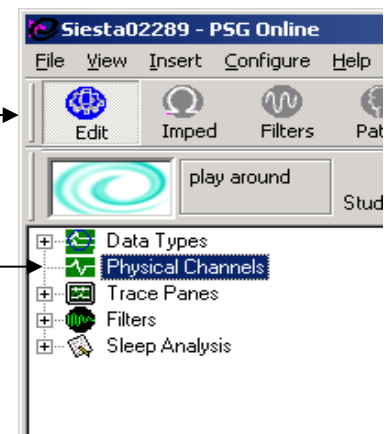 Siesta02289 - PSG Online
File View Insert Configure Help
Edit Imped Filters
play around
Data Types
Physical Channels
Trace Panes
Filters
Sleep Analysis